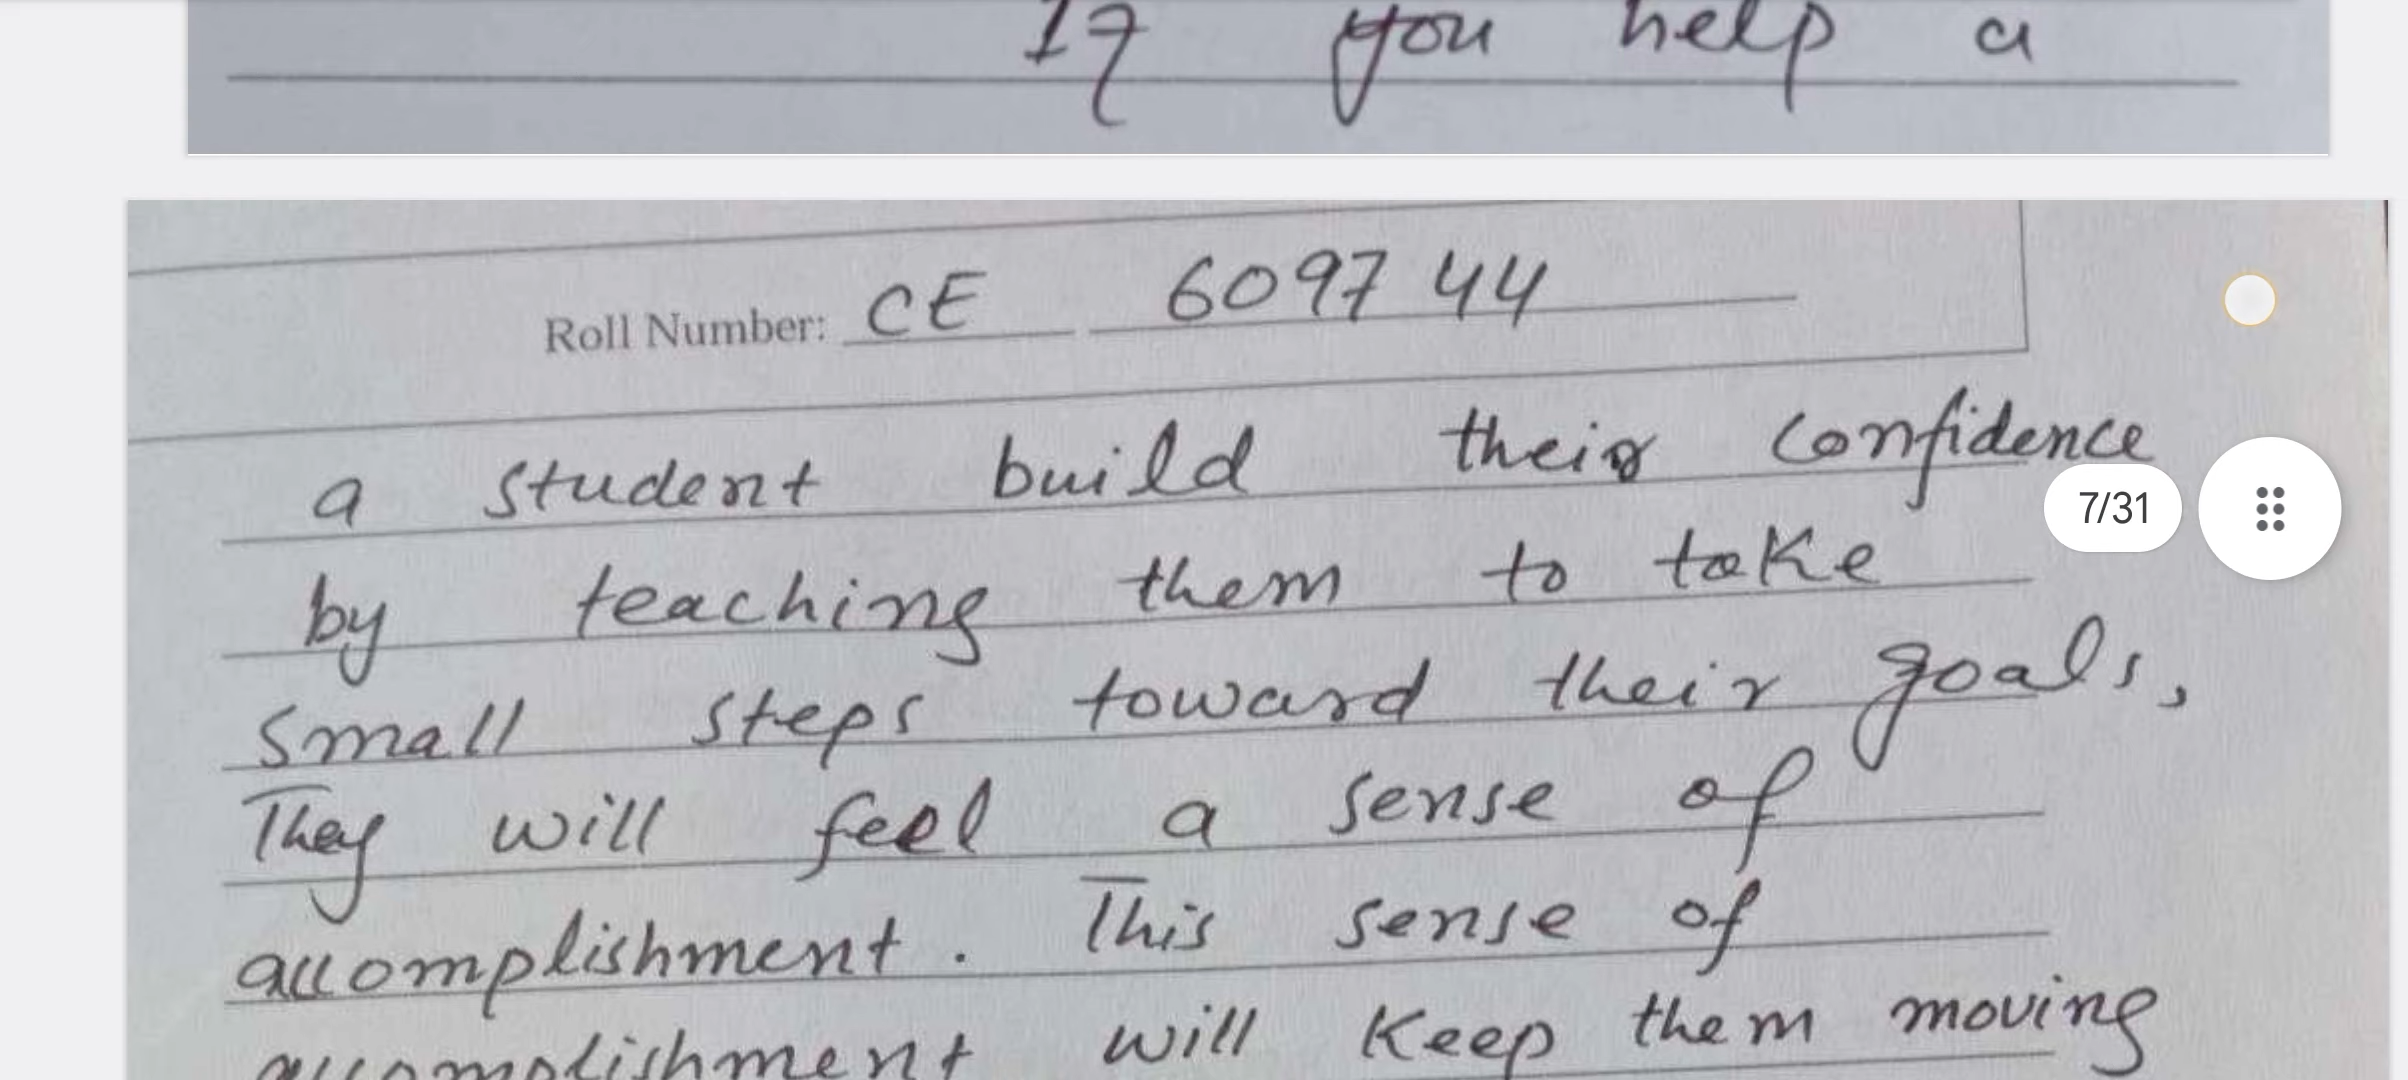 If you help a
Roll Number: CE 609744
a student build their confidence
7/31
by teaching them to take
small steps toward their goals,
They will feel a sense of
accomplishment. This sense of
accomplishment will keep them moving